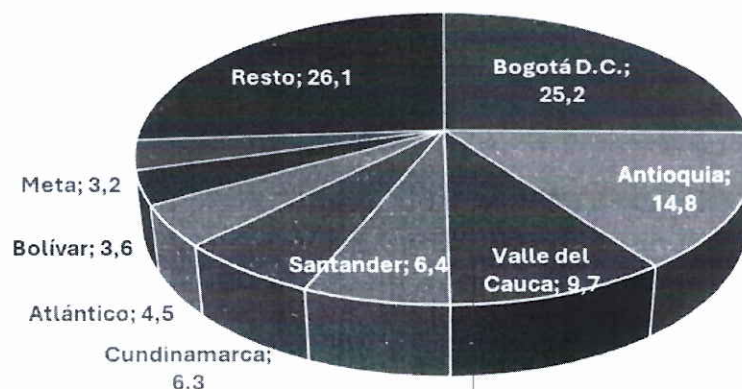 Resto; 26,1
Bogotá D.C.;
25,2
Antioquia;
14,8
Meta; 3,2
Bolívar; 3,6
Santander; 6,4
Valle del
Cauca; 9,7
Atlántico; 4,5
Cundinamarca;
6,3